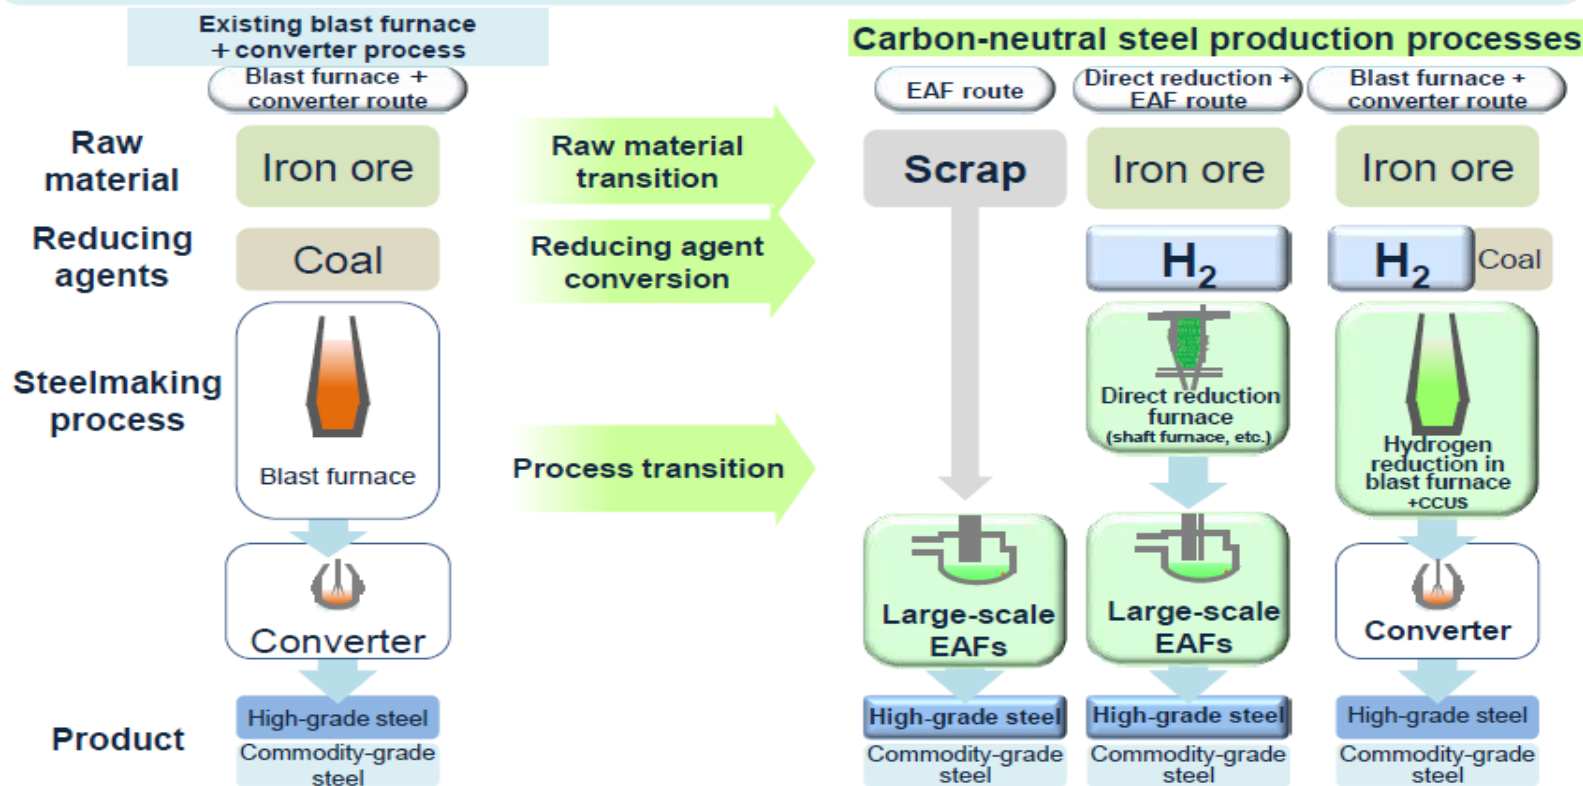 Existing blast furnace
+ converter process
Blast furnace +
converter route
Carbon-neutral steel production processes
EAF route
Direct reduction +
EAF route
Blast furnace +
converter route
Raw
material
Iron ore
Raw material
transition
Scrap
Iron ore
Iron ore
Reducing
agents
Coal
Reducing agent
conversion
H₂
H₂
Coal
Steelmaking
process
Blast furnace
Process transition
Direct reduction
furnace
(shaft furnace, etc.)
Hydrogen
reduction in
blast furnace
+CCUS
Converter
Large-scale
EAFs
Large-scale
EAFs
Converter
Product
High-grade steel
Commodity-grade
steel
High-grade steel
Commodity-grade
steel
High-grade steel
Commodity-grade
steel
High-grade steel
Commodity-grade
steel